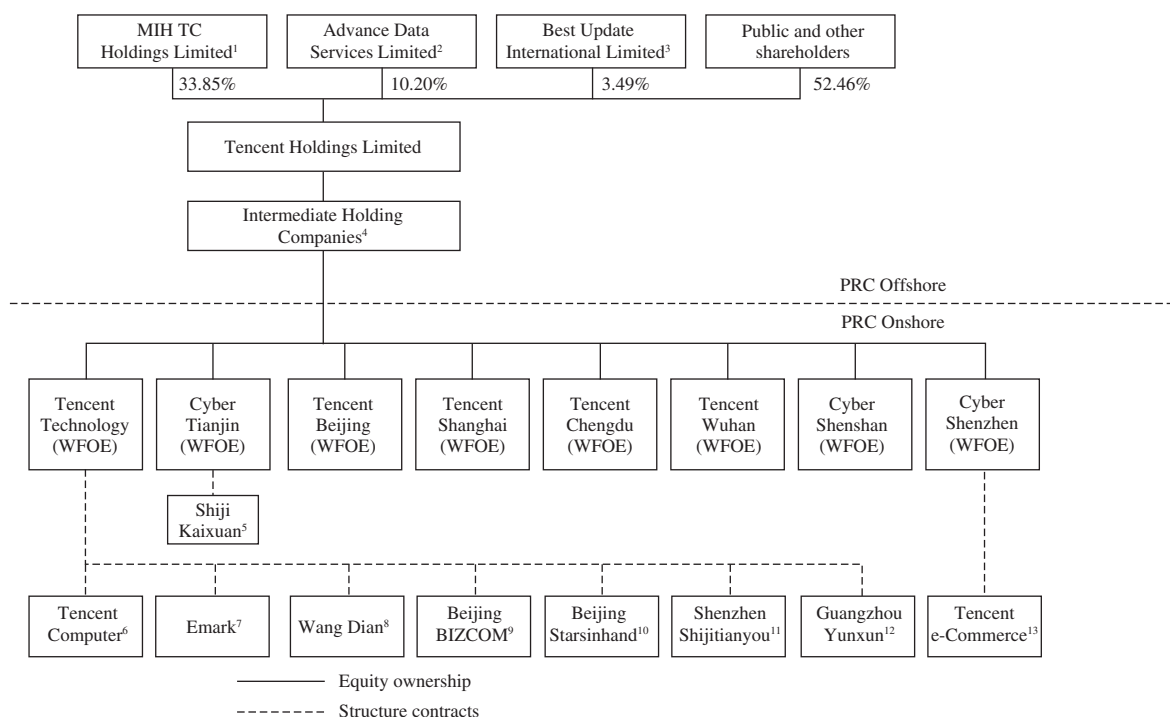 MIH TC
Holdings Limited¹
Advance Data
Services Limited²
Best Update
International Limited³
Public and other
shareholders
33.85%
10.20%
3.49%
52.46%
Tencent Holdings Limited
Intermediate Holding
Companies⁴
PRC Offshore
PRC Onshore
Tencent
Technology
(WFOE)
Cyber
Tianjin
(WFOE)
Tencent
Beijing
(WFOE)
Tencent
Shanghai
(WFOE)
Tencent
Chengdu
(WFOE)
Tencent
Wuhan
(WFOE)
Cyber
Shenshan
(WFOE)
Cyber
Shenzhen
(WFOE)
Shiji
Kaixuan⁵
Tencent
Computer⁶
Emark⁷
Wang Dian⁸
Beijing
BIZCOM⁹
Beijing
Starsinhand¹⁰
Shenzhen
Shijitianyou¹¹
Guangzhou
Yunxun¹²
Tencent
e-Commerce¹³
Equity ownership
Structure contracts